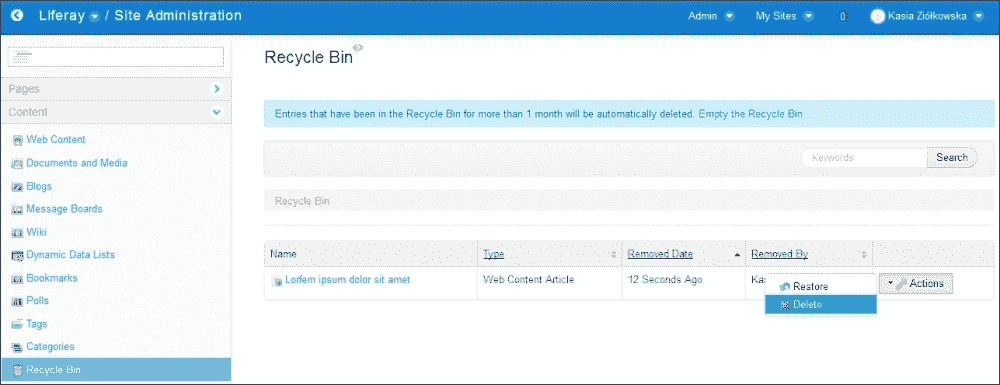 Liferay / Site Administration
Admin My Sites 0 Kasia Ziółkowska
Recycle Bin
Pages
Content
Entries that have been in the Recycle Bin for more than 1 month will be automatically deleted. Empty the Recycle Bin
Web Content
Documents and Media
Keywords Search
Blogs
Message Boards
Recycle Bin
Wiki
Dynamic Data Lists
Name Type Removed Date Removed By
Bookmarks
Lorfem ipsum dolor sit amet Web Content Article 12 Seconds Ago Actions
Restore
Polls
Delete
Tags
Categories
Recycle Bin